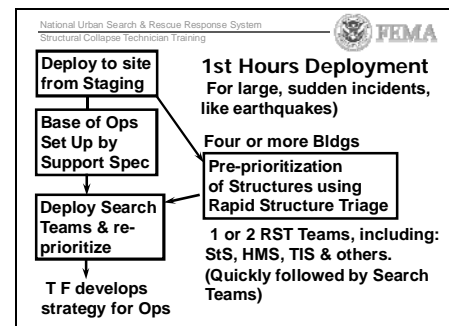 National Urban Search & Rescue Response System
Structural Collapse Technician Training
FEMA
Deploy to site
from Staging
1st Hours Deployment
For large, sudden incidents,
like earthquakes)
Base of Ops
Set Up by
Support Spec
Four or more Bldgs
Pre-prioritization
of Structures using
Rapid Structure Triage
Deploy Search
Teams & re-
prioritize
1 or 2 RST Teams, including:
StS, HMS, TIS & others.
(Quickly followed by Search
Teams)
T F develops
strategy for Ops